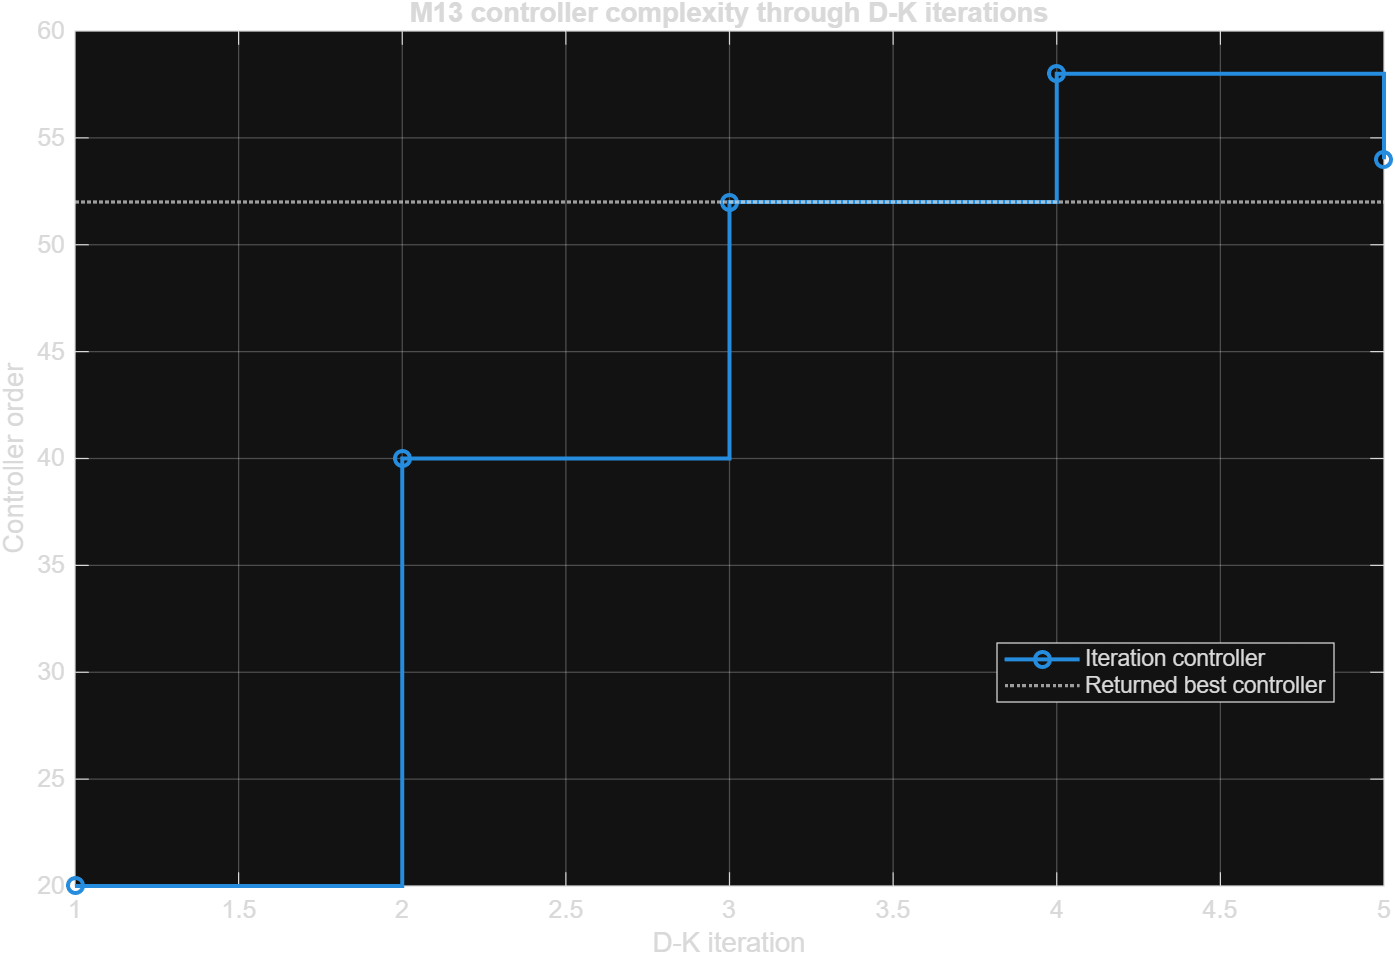 M13 controller complexity through D-K iterations
60
55
50
45
40
35
30
25
20
Controller order
Iteration controller
Returned best controller
1 1.5 2 2.5 3 3.5 4 4.5 5
D-K iteration